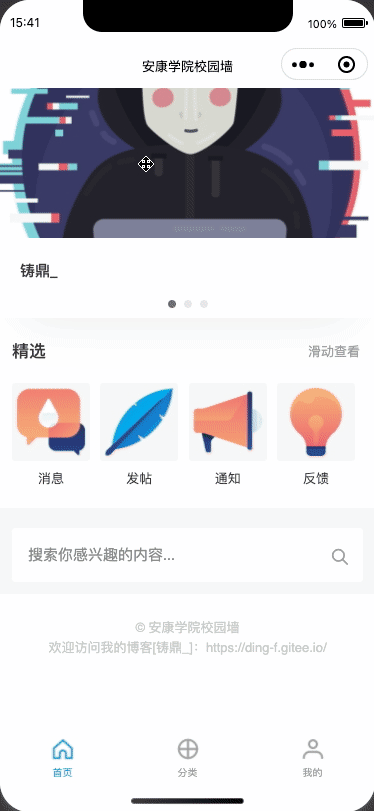 15:41
100%
安康学院校园墙
铸鼎_
精选
滑动查看
消息
发帖
通知
反馈
搜索你感兴趣的内容...
© 安康学院校园墙
欢迎访问我的博客[铸鼎_]：https://ding-f.gitee.io/
首页
分类
我的